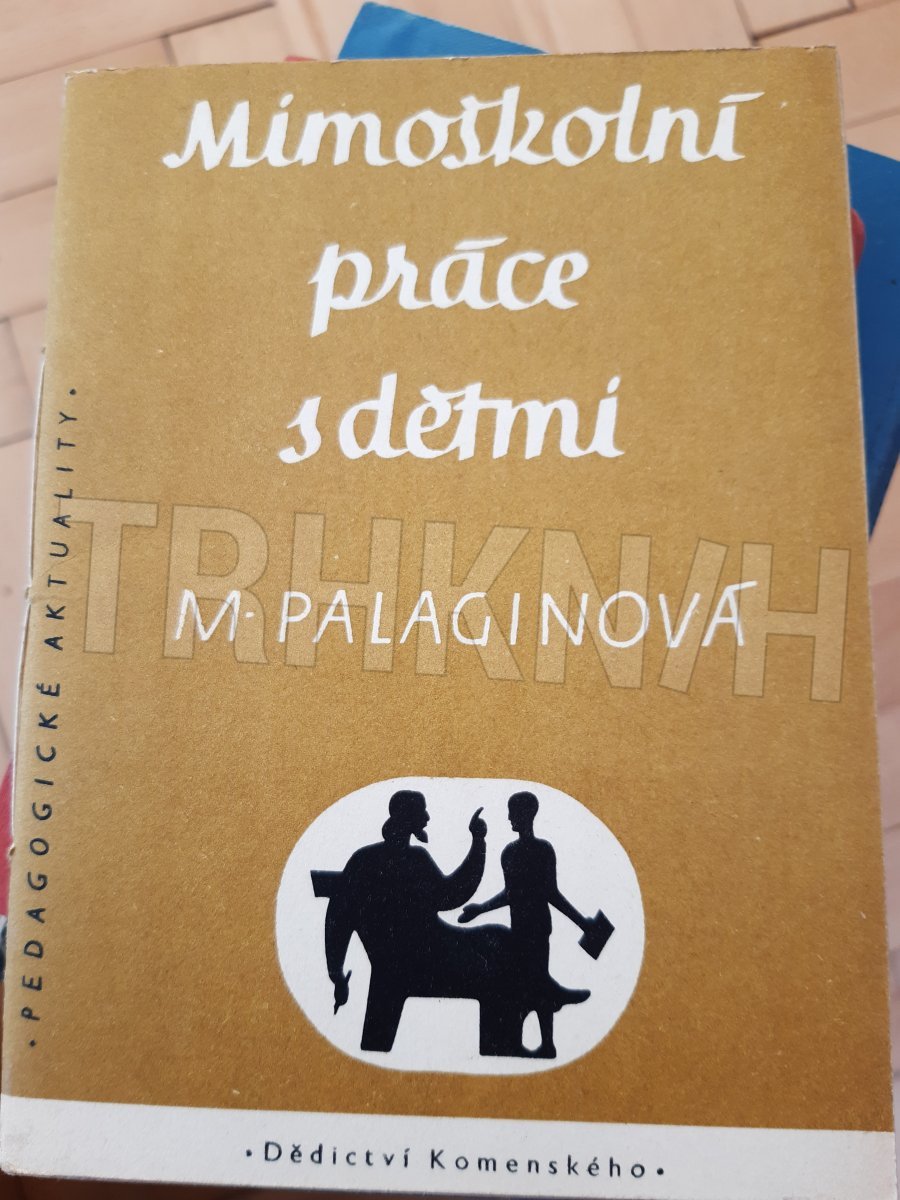 Mimoškolní
práce
s dětmi
M. PALAGINOVÁ
• PEDAGOGICKÉ AKTUALITY •
TRHKNIH
• Dědictví Komenského •